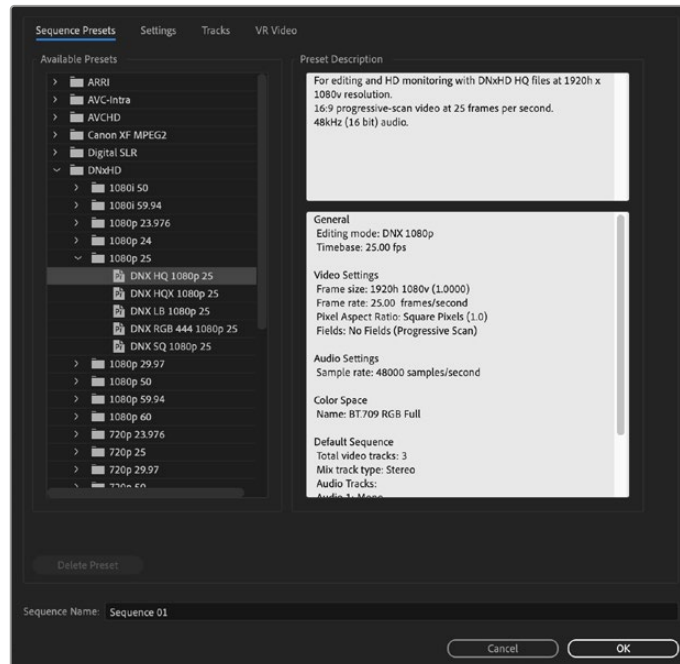 Sequence Presets Settings Tracks VR Video
Available Presets
ARRI
AVC-Intra
AVCHD
Canon XF MPEG2
Digital SLR
DNxHD
1080i 50
1080i 59.94
1080p 23.976
1080p 24
1080p 25
DNX HQ 1080p 25
DNX HQX 1080p 25
DNX LB 1080p 25
DNX RGB 444 1080p 25
DNX SQ 1080p 25
1080p 29.97
1080p 50
1080p 59.94
1080p 60
720p 23.976
720p 25
720p 29.97
720p 50
Preset Description
For editing and HD monitoring with DNxHD HQ files at 1920h x
1080v resolution.
16:9 progressive-scan video at 25 frames per second.
48kHz (16 bit) audio.
General
Editing mode: DNX 1080p
Timebase: 25.00 fps
Video Settings
Frame size: 1920h 1080v (1.0000)
Frame rate: 25.00 frames/second
Pixel Aspect Ratio: Square Pixels (1.0)
Fields: No Fields (Progressive Scan)
Audio Settings
Sample rate: 48000 samples/second
Color Space
Name: BT.709 RGB Full
Default Sequence
Total video tracks: 3
Mix track type: Stereo
Audio Tracks:
Audio 1: Mono
Delete Preset
Sequence Name: Sequence 01
Cancel OK